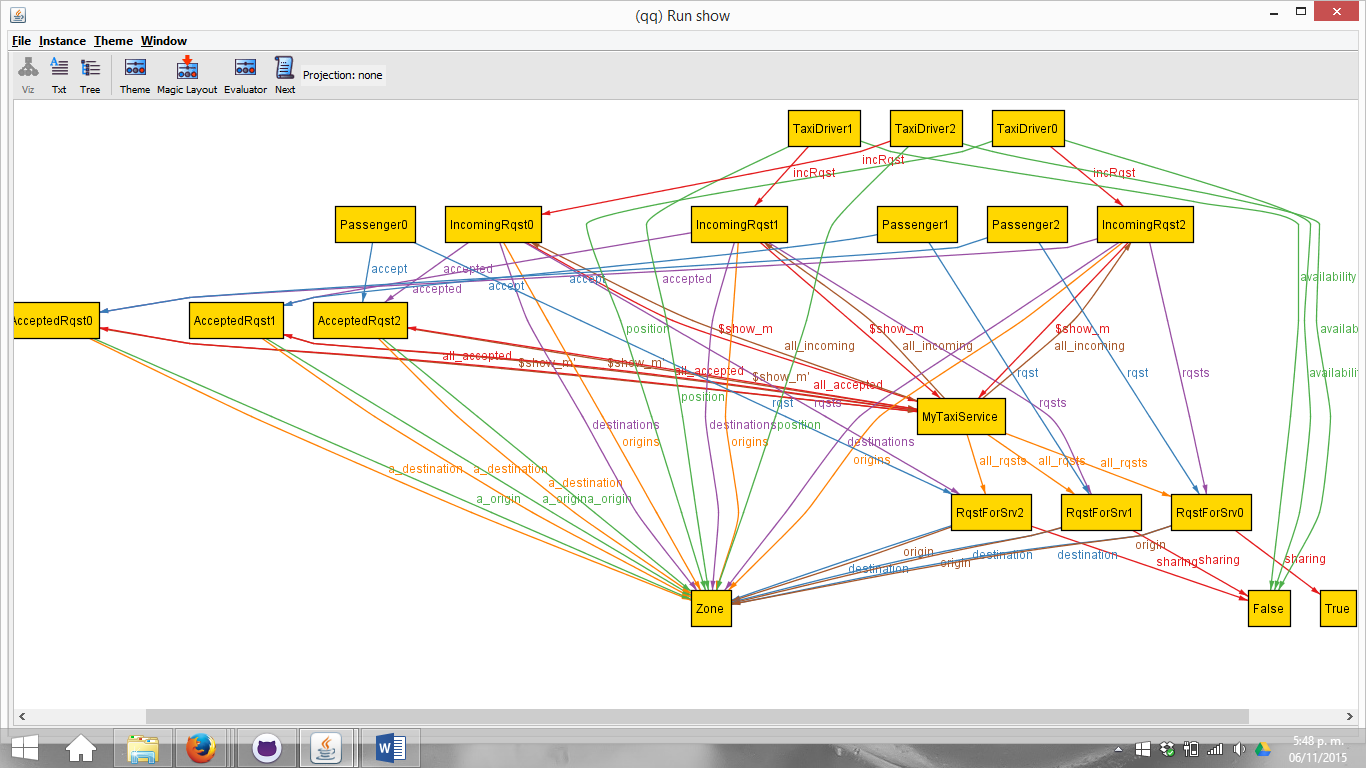 (qq) Run show
File Instance Theme Window
Viz Txt Tree Theme Magic Layout Evaluator Next Projection: none
TaxiDriver1 TaxiDriver2 TaxiDriver0
incRqst
incRqst incRqst
Passenger0 IncomingRqst0 IncomingRqst1 Passenger1 Passenger2 IncomingRqst2
accept accepted accept accepted availability
accepted accept
AcceptedRqst0 AcceptedRqst1 AcceptedRqst2
position $show_m $show_m $show_m availab
all_incoming all_incoming all_incoming
all_accepted $show_m' $show_m' all_accepted $show_m' rqst rqst rqsts availabili
all_accepted
position rqst rqsts rqsts
MyTaxiService
destinations destinations position destinations
origins origins origins
a_destination a_destination all_rqsts all_rqsts all_rqsts
a_destination
a_origin a_origin a_origin
RqstForSrv2 RqstForSrv1 RqstForSrv0
origin destination destination origin
destination origin sharing sharing sharing
Zone False True
5:48 p. m.
06/11/2015